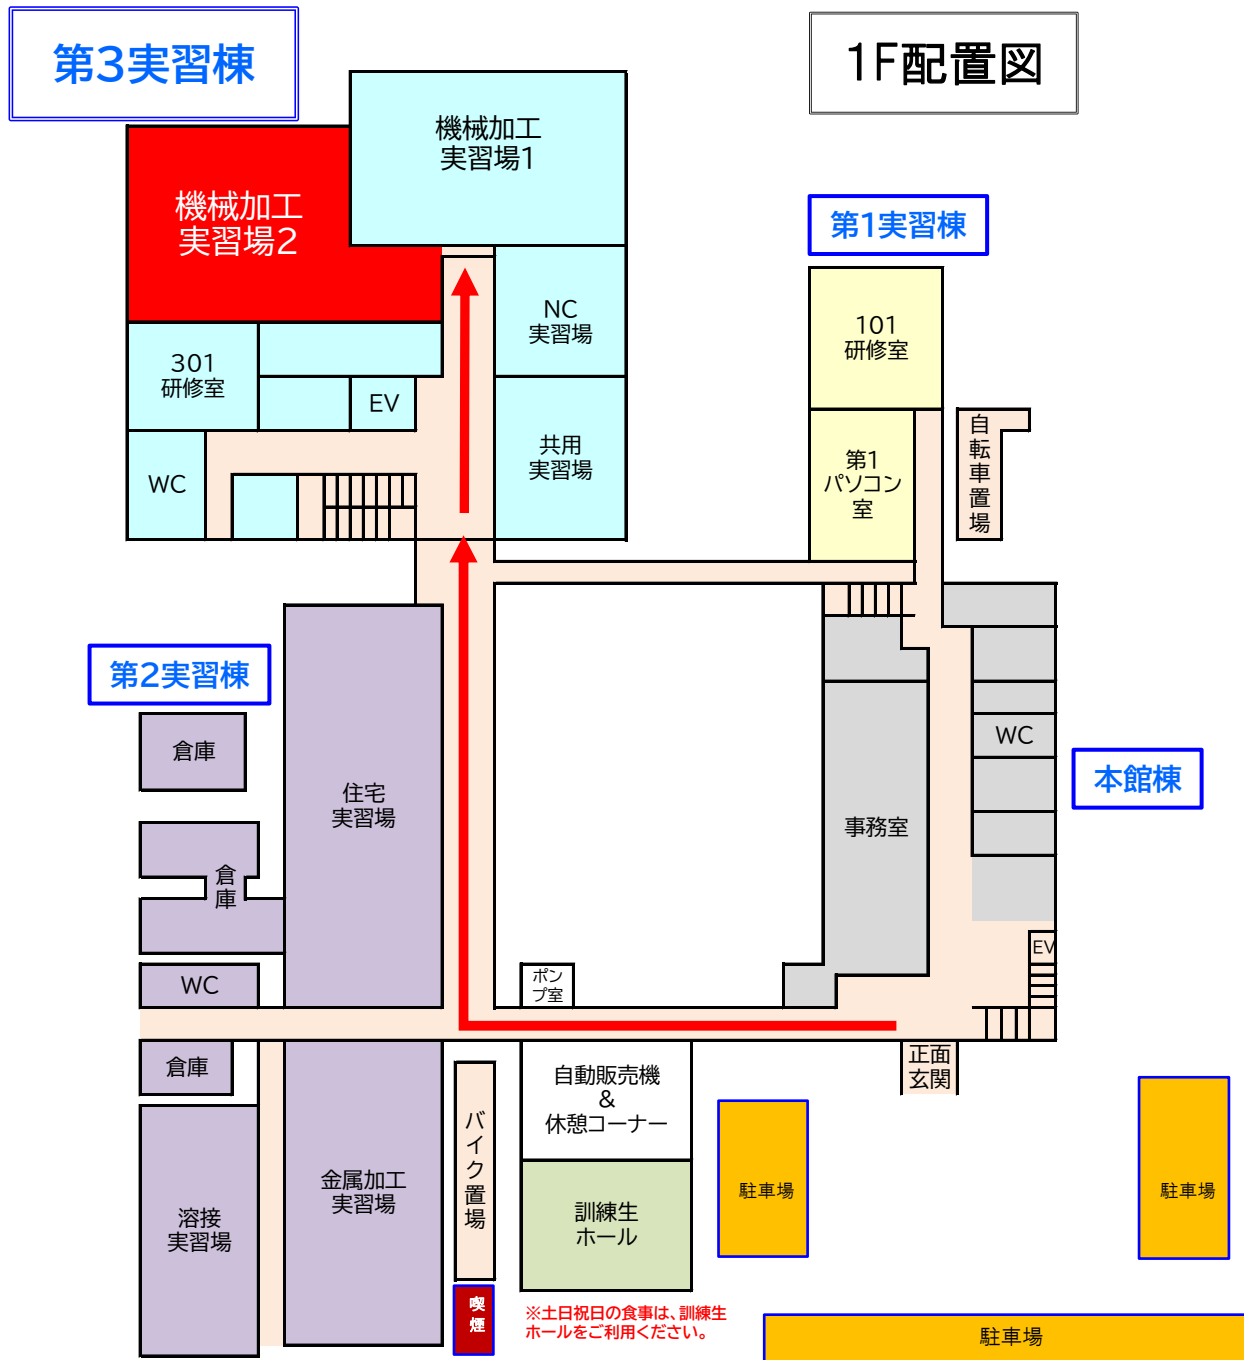 第3実習棟
1F配置図
機械加工
実習場1
機械加工
実習場2
第1実習棟
NC
実習場
101
研修室
301
研修室
EV
共用
実習場
WC
第1
パソコン
室
自転車置場
第2実習棟
倉庫
住宅
実習場
WC
本館棟
事務室
倉庫
WC
ポン
プ室
EV
倉庫
自動販売機
&
休憩コーナー
正面
玄関
バイク置場
金属加工
実習場
溶接
実習場
訓練生
ホール
駐車場
駐車場
喫煙
※土日祝日の食事は、訓練生
ホールをご利用ください。
駐車場